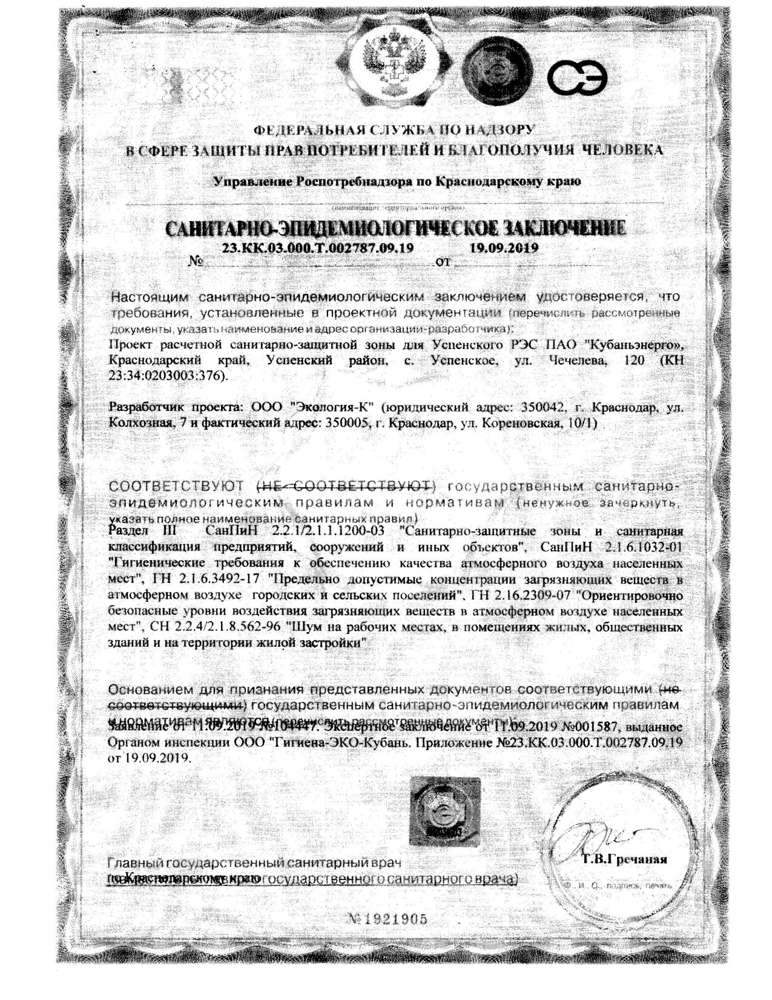 СЭ
ФЕДЕРАЛЬНАЯ СЛУЖБА ПО НАДЗОРУ
В СФЕРЕ ЗАЩИТЫ ПРАВ ПОТРЕБИТЕЛЕЙ И БЛАГОПОЛУЧИЯ ЧЕЛОВЕКА
Управление Роспотребнадзора по Краснодарскому краю
(наименование территориального органа)
САНИТАРНО-ЭПИДЕМИОЛОГИЧЕСКОЕ ЗАКЛЮЧЕНИЕ
23.КК.03.000.Т.002787.09.19 19.09.2019
№ от
Настоящим санитарно-эпидемиологическим заключением удостоверяется, что
требования, установленные в проектной документации (перечислить рассмотренные
документы, указать наименование и адрес организации-разработчика):
Проект расчетной санитарно-защитной зоны для Успенского РЭС ПАО "Кубаньэнерго»,
Краснодарский край, Успенский район, с. Успенское, ул. Чечелева, 120 (КН
23:34:0203003:376).
Разработчик проекта: ООО "Экология-К" (юридический адрес: 350042, г. Краснодар, ул.
Колхозная, 7 и фактический адрес: 350005, г. Краснодар, ул. Кореновская, 10/1)
СООТВЕТСТВУЮТ (НЕ СООТВЕТСТВУЮТ) государственным санитарно-
эпидемиологическим правилам и нормативам (ненужное зачеркнуть,
указать полное наименование санитарных правил)
Раздел III СанПиН 2.2.1/2.1.1.1200-03 "Санитарно-защитные зоны и санитарная
классификация предприятий, сооружений и иных объектов", СанПиН 2.1.6.1032-01
"Гигиенические требования к обеспечению качества атмосферного воздуха населенных
мест", ГН 2.1.6.3492-17 "Предельно допустимые концентрации загрязняющих веществ в
атмосферном воздухе городских и сельских поселений", ГН 2.16.2309-07 "Ориентировочно
безопасные уровни воздействия загрязняющих веществ в атмосферном воздухе населенных
мест", СН 2.2.4/2.1.8.562-96 "Шум на рабочих местах, в помещениях жилых, общественных
зданий и на территории жилой застройки"
Основанием для признания представленных документов соответствующими (не
соответствующими) государственным санитарно-эпидемиологическим правилам
и нормативам являются (перечислить рассмотренные документы):
Заявление от 11.09.2019 №104447. Экспертное заключение от 11.09.2019 №001587, выданное
Органом инспекции ООО "Гигиена-ЭКО-Кубань. Приложение №23.КК.03.000.Т.002787.09.19
от 19.09.2019.
Т.В.Гречаная
Главный государственный санитарный врач
по Краснодарскому краю
государственного санитарного врача)
Ф. И. О., подпись, печать
№1921905